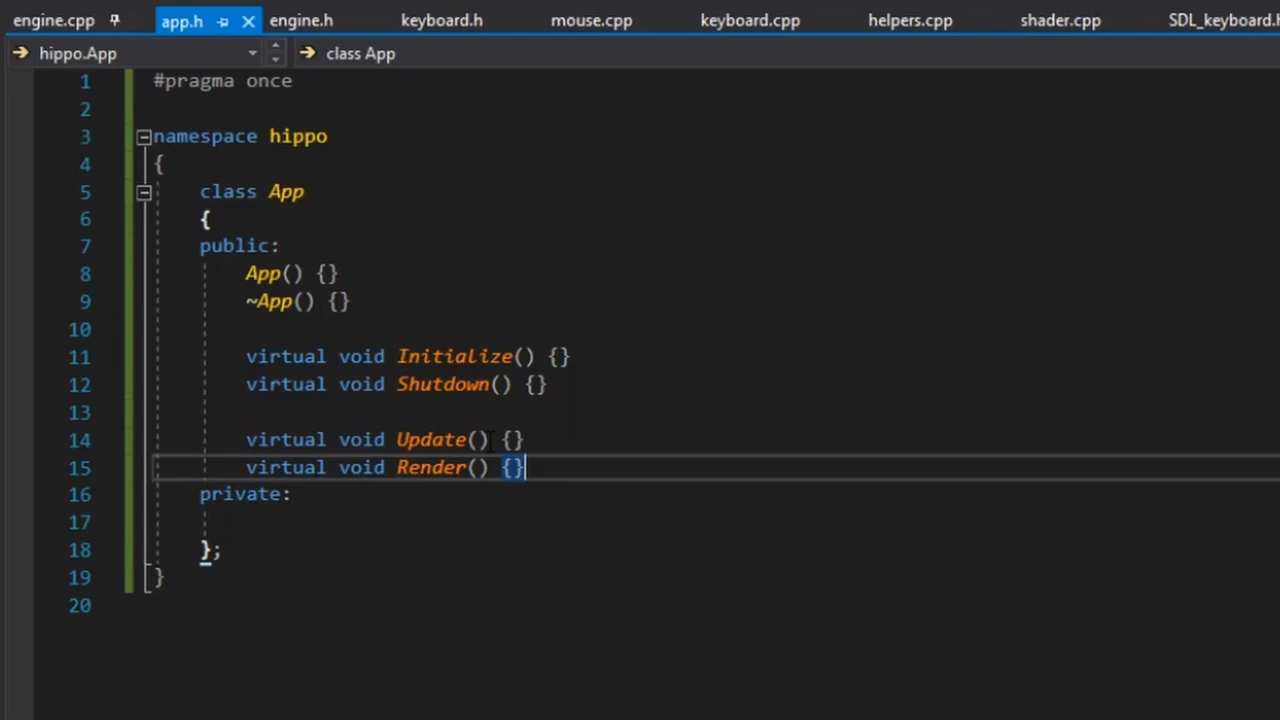 engine.cpp app.h engine.h keyboard.h mouse.cpp keyboard.cpp helpers.cpp shader.cpp SDL_keyboard.h
hippo.App class App
1 #pragma once
2
3 namespace hippo
4 {
5 class App
6 {
7 public:
8 App() {}
9 ~App() {}
10
11 virtual void Initialize() {}
12 virtual void Shutdown() {}
13
14 virtual void Update() {}
15 virtual void Render() {}
16 private:
17
18 };
19 }
20